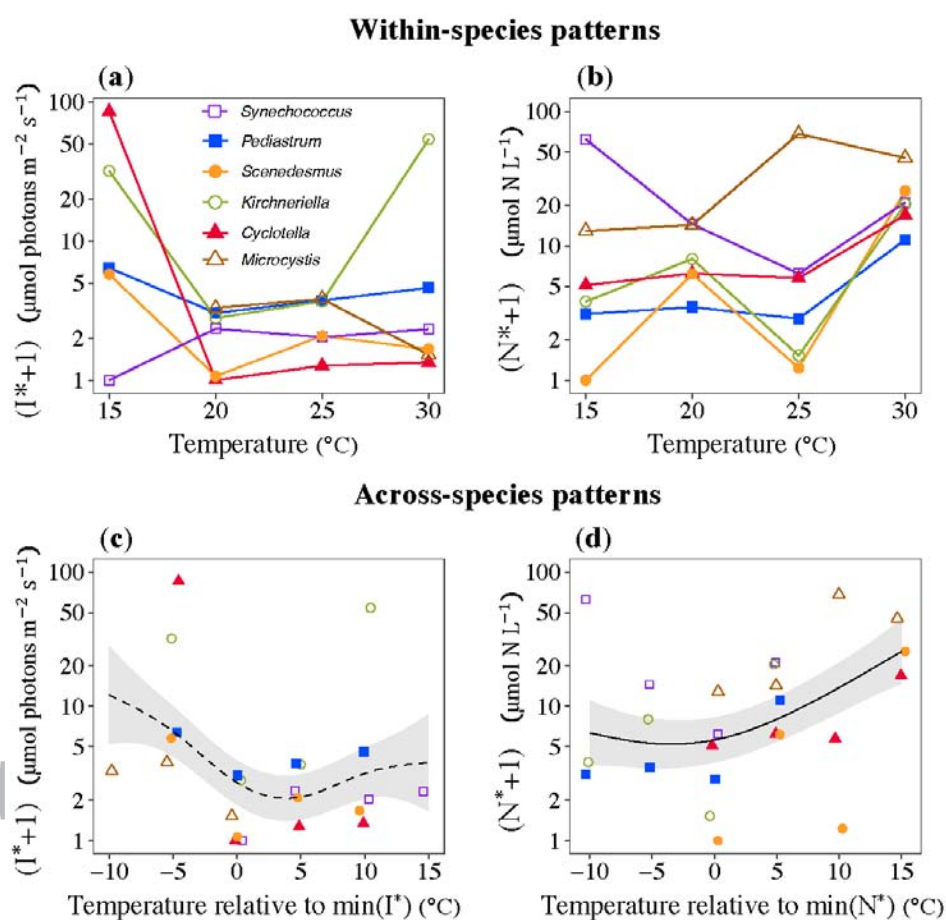 Within-species patterns
(a)
(I*+1) (μmol photons m−2 s−1)
100
50
20
10
5
2
1
Synechococcus
Pediastrum
Scenedesmus
Kirchneriella
Cyclotella
Microcystis
15 20 25 30
Temperature (°C)
(b)
(N*+1) (μmol N L−1)
100
50
20
10
5
2
1
15 20 25 30
Temperature (°C)
Across-species patterns
(c)
(I*+1) (μmol photons m−2 s−1)
100
50
20
10
5
2
1
−10 −5 0 5 10 15
Temperature relative to min(I*) (°C)
(d)
(N*+1) (μmol N L−1)
100
50
20
10
5
2
1
−10 −5 0 5 10 15
Temperature relative to min(N*) (°C)